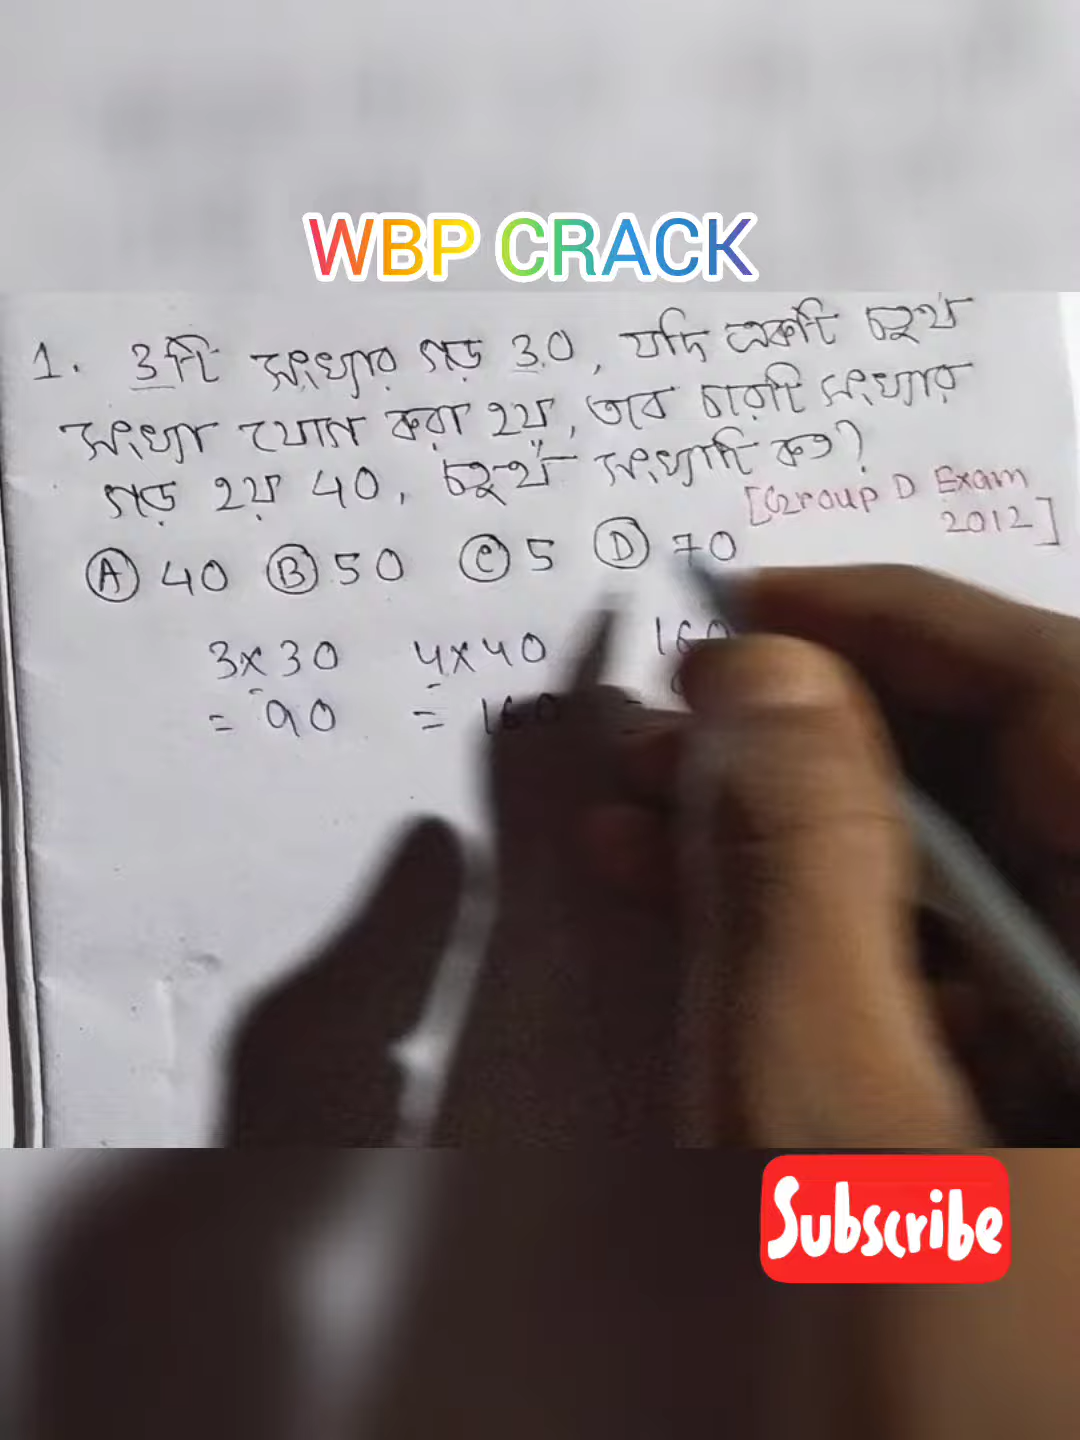 WBP CRACK
1. 3টি সংখ্যার গড় 30, যদি একটি চতুর্থ
সংখ্যা যোগ করা হয়, তবে চারটি সংখ্যার
গড় হয় 40, চতুর্থ সংখ্যাটি কত?
[Group D Exam
2012]
Ⓐ 40 Ⓑ 50 Ⓒ 5 Ⓓ 70
3x30 4x40 160
= 90 = 160 =
Subscribe